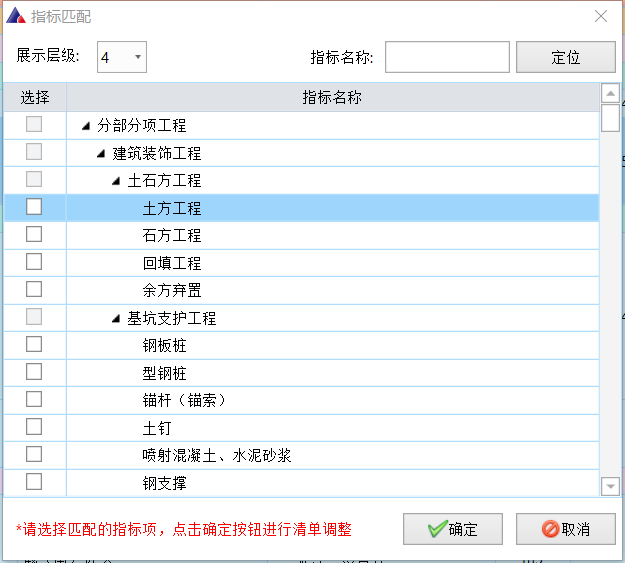 指标匹配
展示层级: 4 指标名称: 定位
选择 指标名称
分部分项工程
建筑装饰工程
土石方工程
土方工程
石方工程
回填工程
余方弃置
基坑支护工程
钢板桩
型钢桩
锚杆（锚索）
土钉
喷射混凝土、水泥砂浆
钢支撑
*请选择匹配的指标项，点击确定按钮进行清单调整 确定 取消